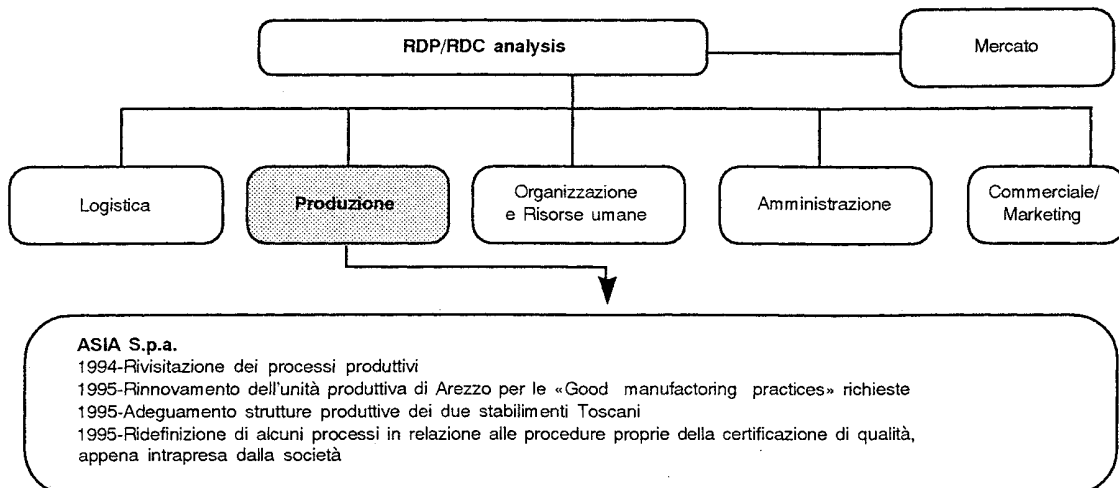 RDP/RDC analysis
Mercato
Logistica
Produzione
Organizzazione
e Risorse umane
Amministrazione
Commerciale/
Marketing
ASIA S.p.a.
1994-Rivisitazione dei processi produttivi
1995-Rinnovamento dell'unità produttiva di Arezzo per le «Good manufactoring practices» richieste
1995-Adeguamento strutture produttive dei due stabilimenti Toscani
1995-Ridefinizione di alcuni processi in relazione alle procedure proprie della certificazione di qualità,
appena intrapresa dalla società